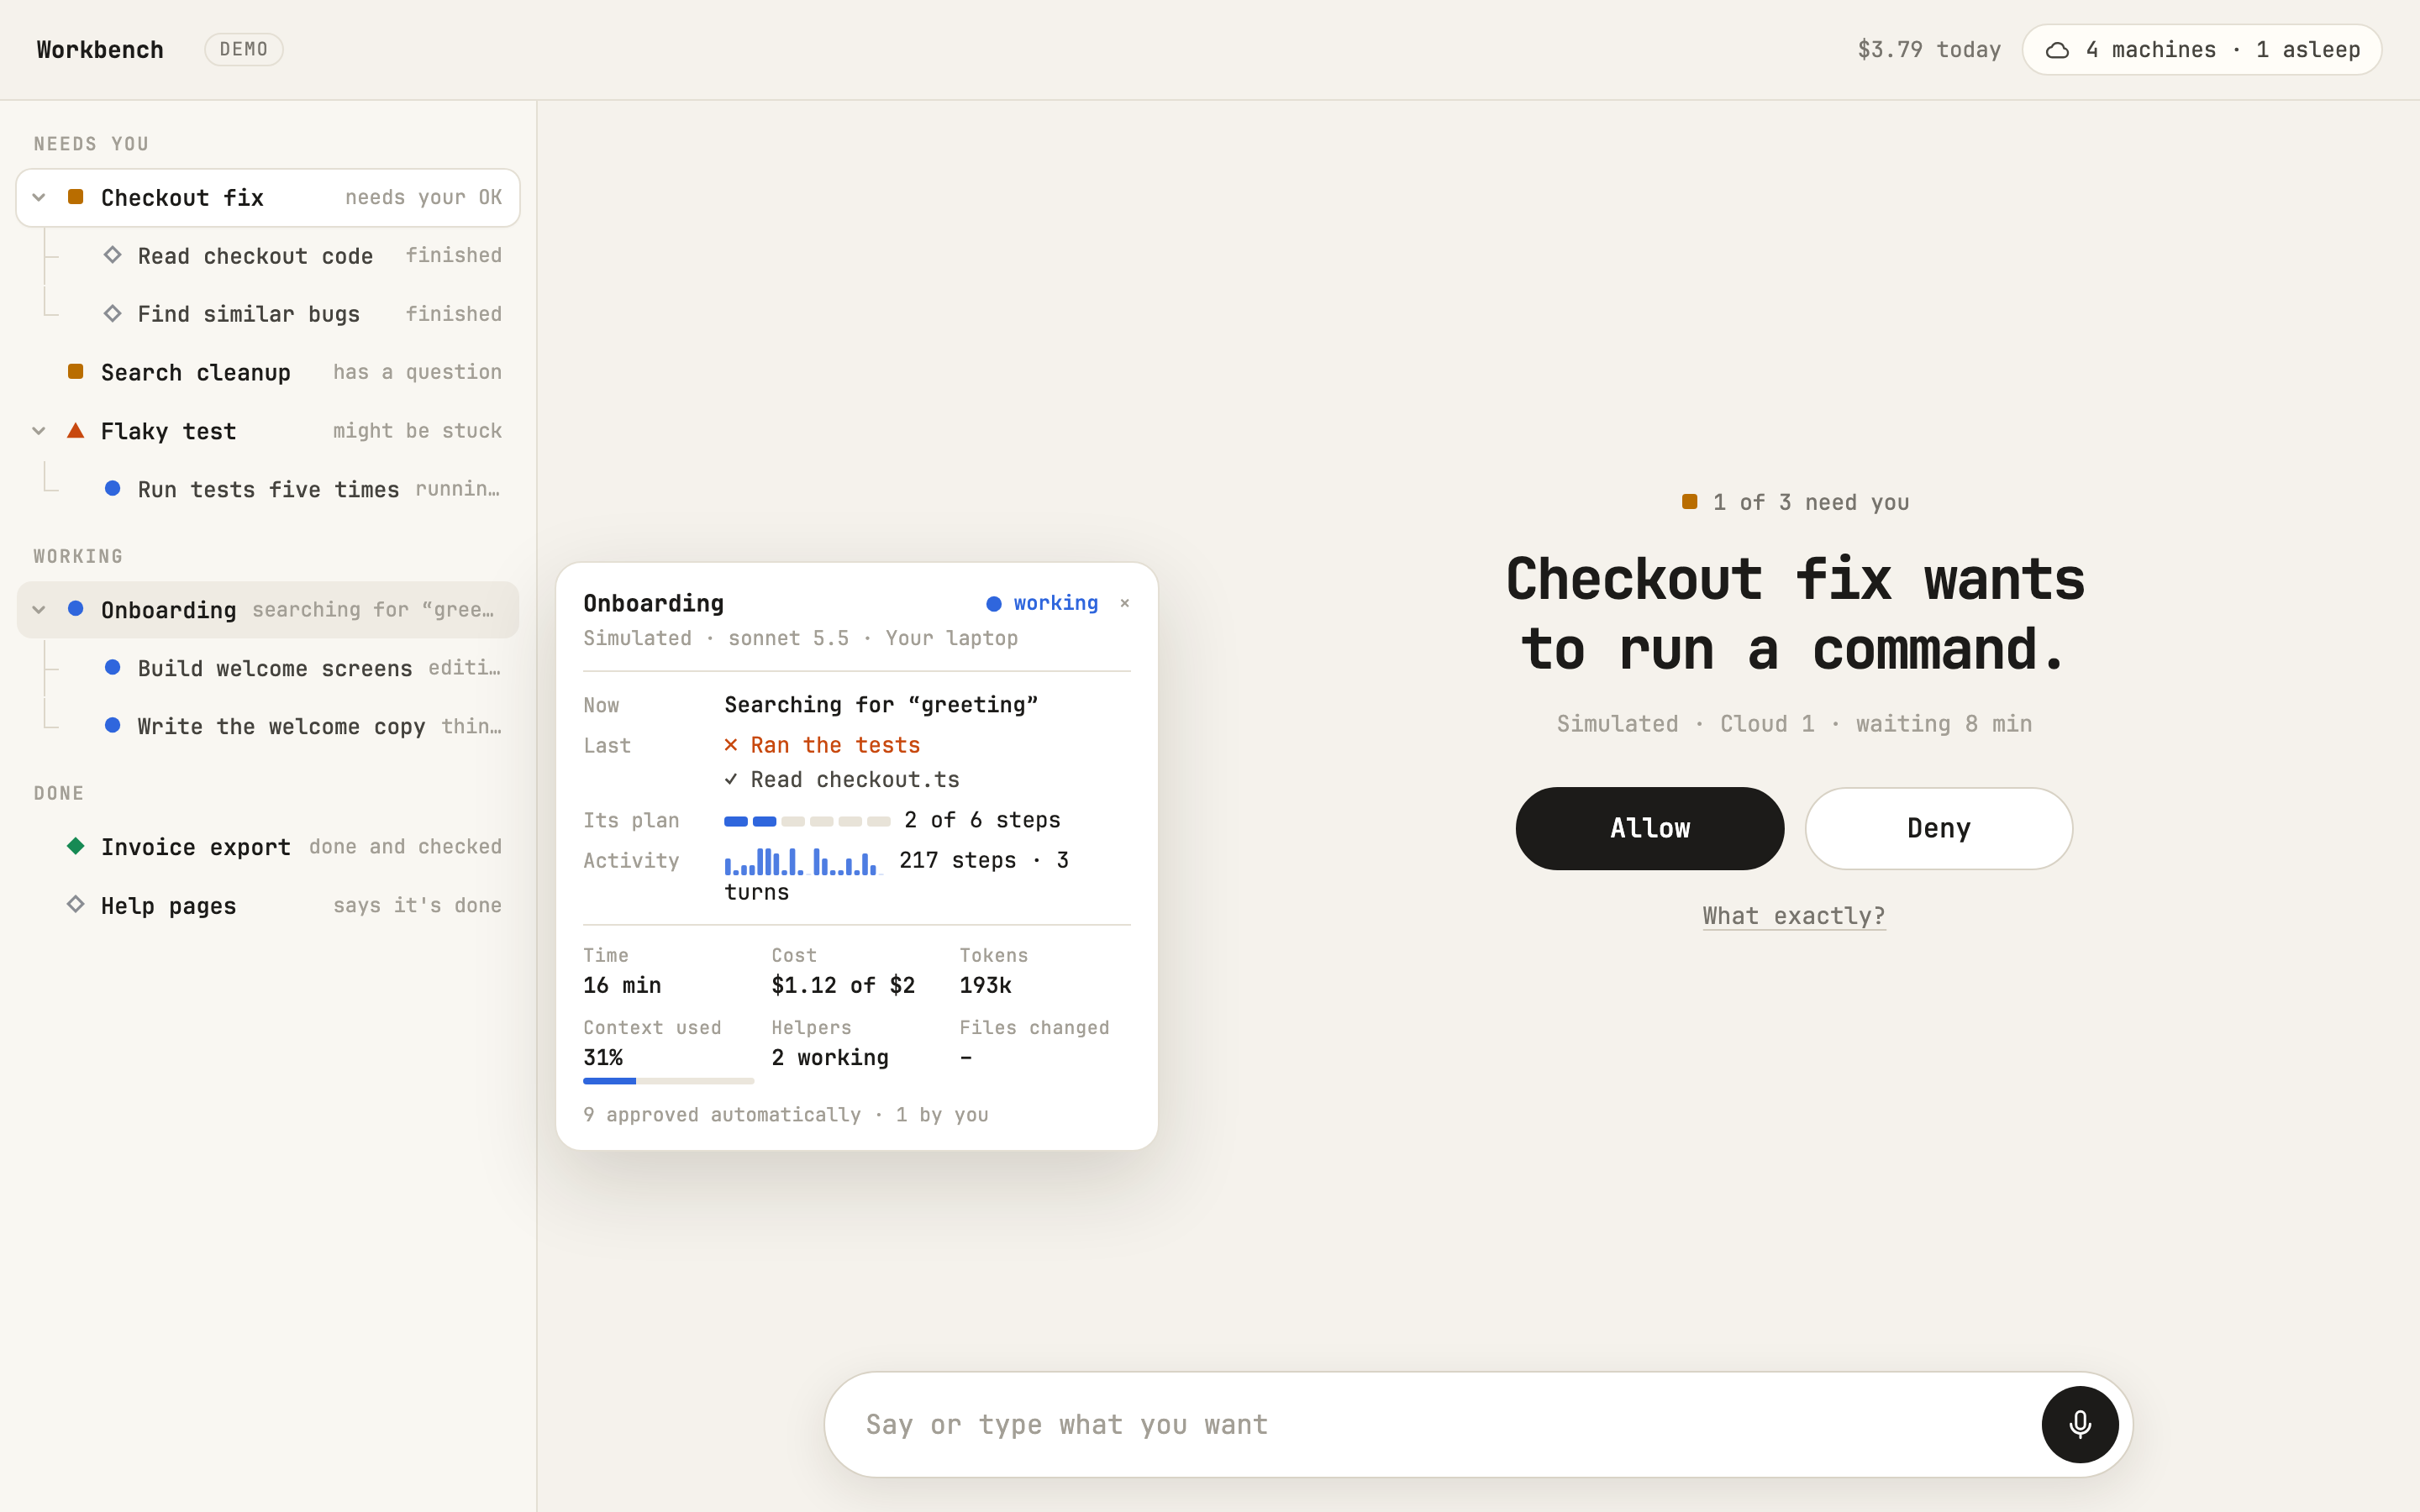 Workbench DEMO $3.79 today 4 machines · 1 asleep
NEEDS YOU
Checkout fix needs your OK
Read checkout code finished
Find similar bugs finished
Search cleanup has a question
Flaky test might be stuck
Run tests five times runnin…
WORKING
Onboarding searching for “gree…
Build welcome screens editi…
Write the welcome copy thin…
DONE
Invoice export done and checked
Help pages says it's done
Onboarding working ×
Simulated · sonnet 5.5 · Your laptop
Now Searching for “greeting”
Last × Ran the tests
✓ Read checkout.ts
Its plan 2 of 6 steps
Activity 217 steps · 3
turns
Time Cost Tokens
16 min $1.12 of $2 193k
Context used Helpers Files changed
31% 2 working –
9 approved automatically · 1 by you
1 of 3 need you
Checkout fix wants
to run a command.
Simulated · Cloud 1 · waiting 8 min
Allow Deny
What exactly?
Say or type what you want